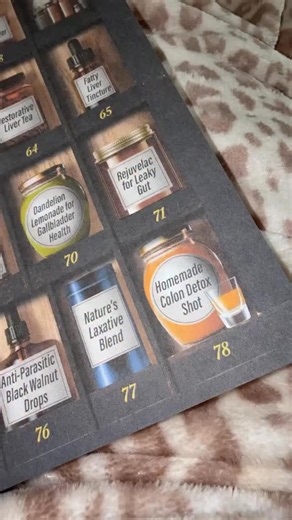 Restorative
Liver Tea
64
Fatty
Liver
Tincture
65
Dandelion
Lemonade for
Gallbladder
Health
70
Rejuvelac
for Leaky
Gut
71
Anti-Parasitic
Black Walnut
Drops
76
Nature's
Laxative
Blend
77
Homemade
Colon Detox
Shot
78